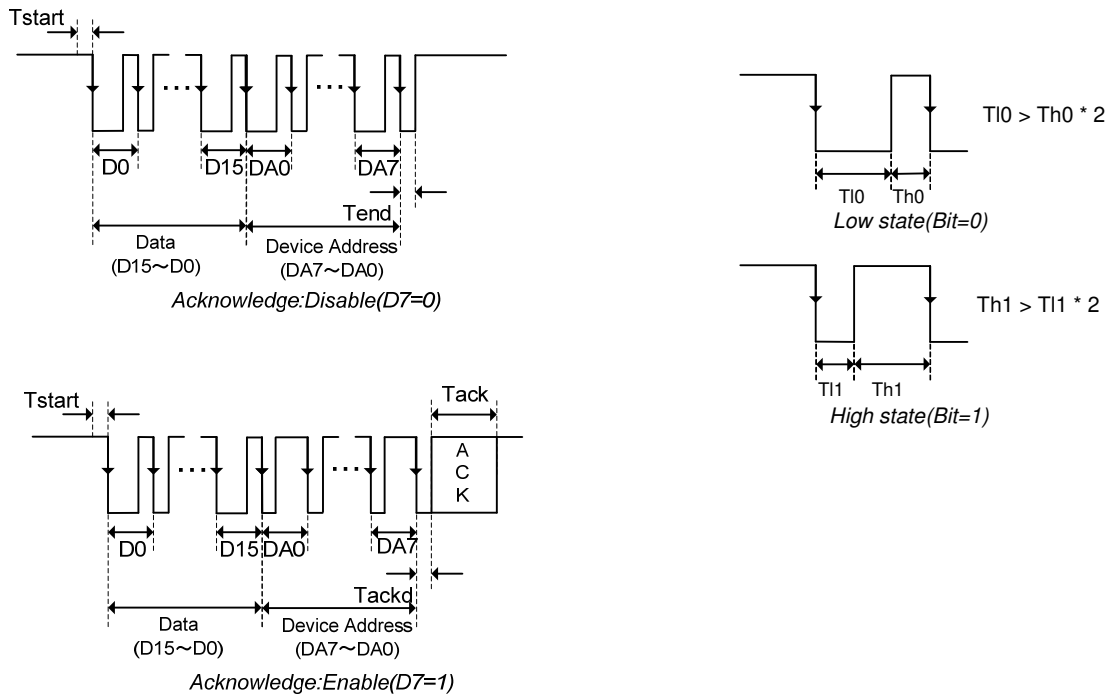 Tstart
D0 D15 DA0 DA7
Tend
Data
(D15～D0)
Device Address
(DA7～DA0)
Acknowledge:Disable(D7=0)
Tl0 > Th0 * 2
Tl0 Th0
Low state(Bit=0)
Th1 > Tl1 * 2
Tl1 Th1
High state(Bit=1)
Tstart
Tack
A
C
K
D0 D15 DA0 DA7
Tackd
Data
(D15～D0)
Device Address
(DA7～DA0)
Acknowledge:Enable(D7=1)